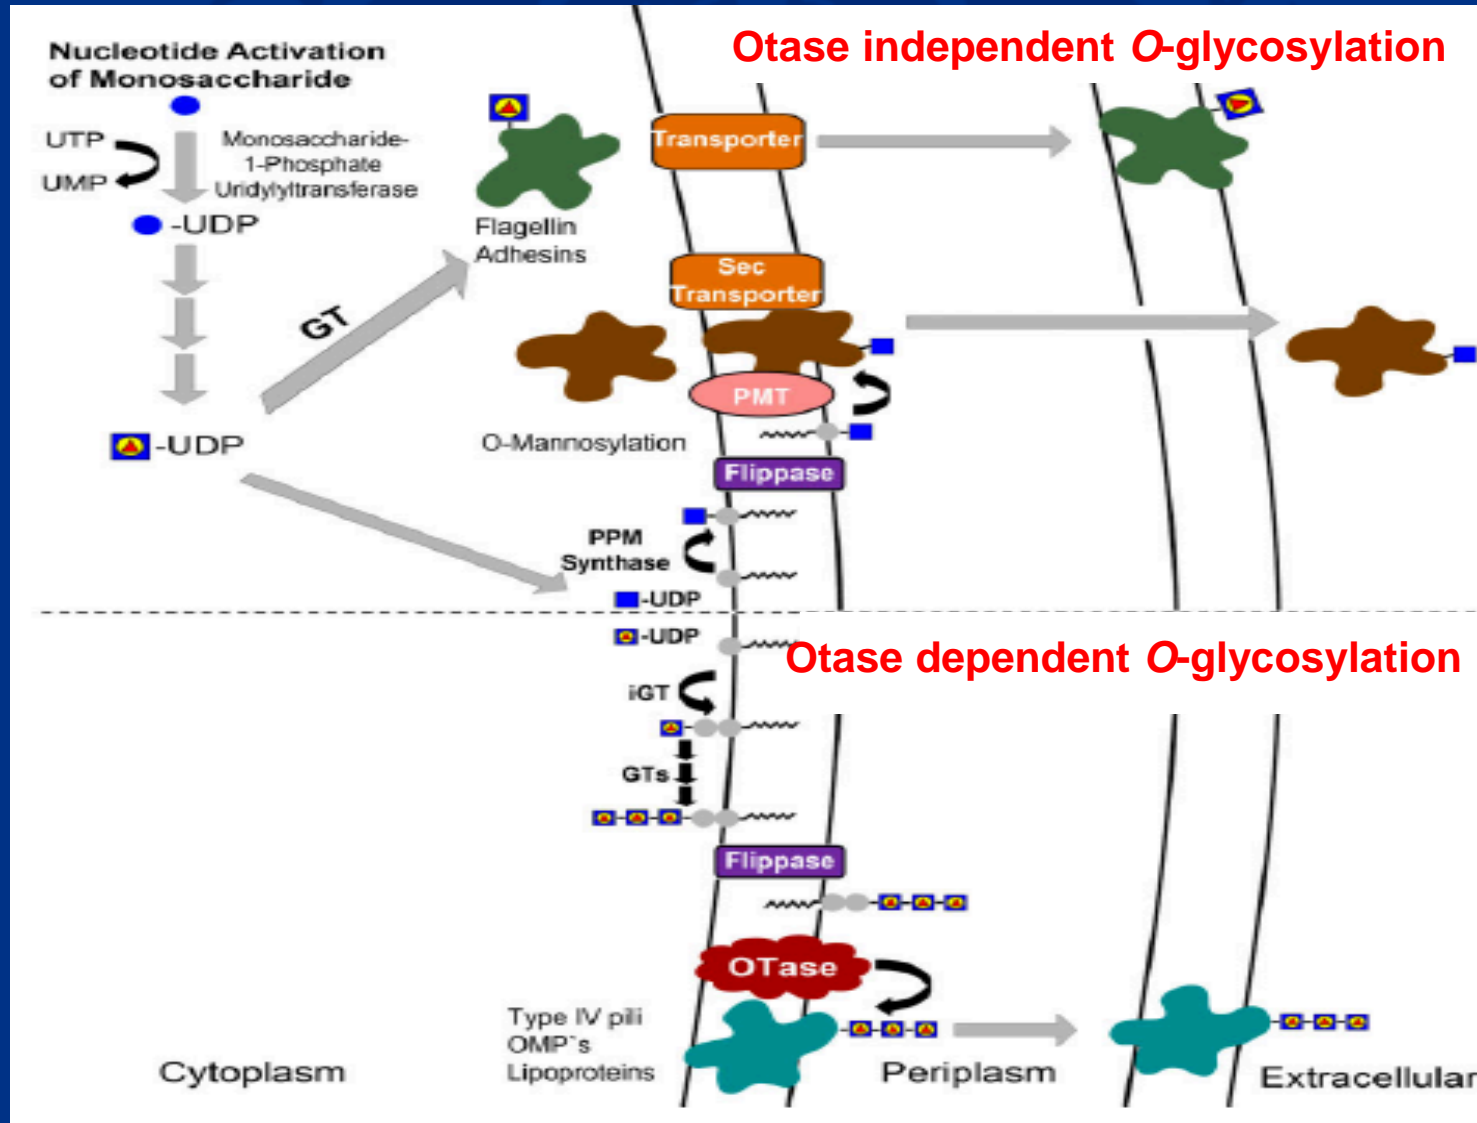 Otase independent O-glycosylation
Nucleotide Activation
of Monosaccharide
UTP
UMP
Monosaccharide-
1-Phosphate
Uridylyltransferase
-UDP
GT
-UDP
Flagellin
Adhesins
Transporter
Sec
Transporter
PMT
O-Mannosylation
Flippase
PPM
Synthase
-UDP
Otase dependent O-glycosylation
-UDP
iGT
GTs
Flippase
OTase
Type IV pili
OMP`s
Lipoproteins
Cytoplasm
Periplasm
Extracellular